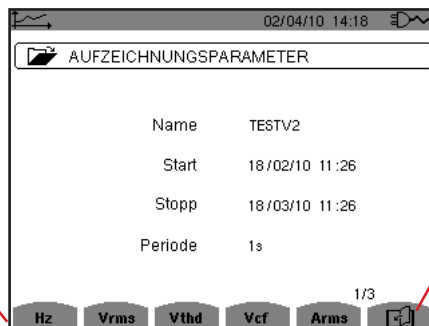 02/04/10 14:18
AUFZEICHNUNGSPARAMETER
Name TESTV2
Start 18/02/10 11:26
Stopp 18/03/10 11:26
Periode 1s
1/3
Hz Vrms Vthd Vcf Arms